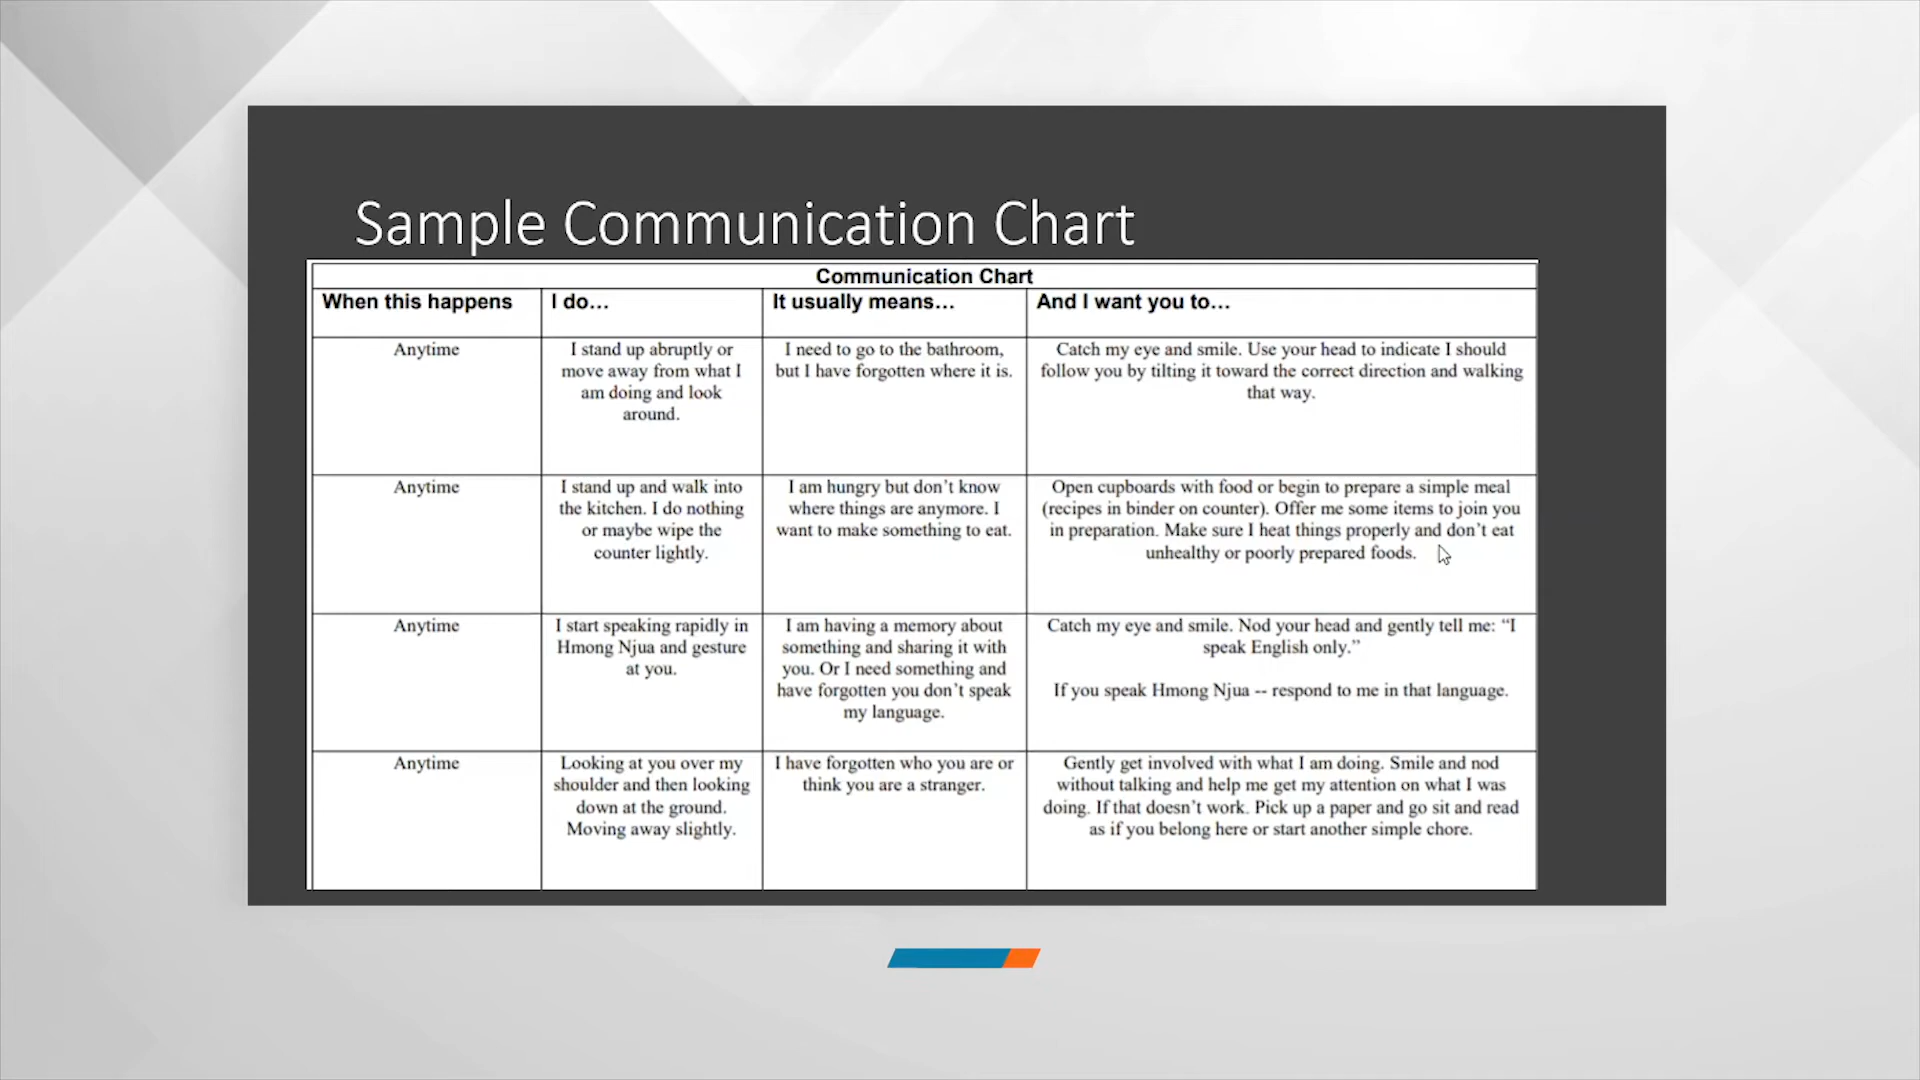 Sample Communication Chart
Communication Chart
When this happens
I do…
It usually means…
And I want you to…
Anytime
I stand up abruptly or
move away from what I
am doing and look
around.
I need to go to the bathroom,
but I have forgotten where it is.
Catch my eye and smile. Use your head to indicate I should
follow you by tilting it toward the correct direction and walking
that way.
Anytime
I stand up and walk into
the kitchen. I do nothing
or maybe wipe the
counter lightly.
I am hungry but don’t know
where things are anymore. I
want to make something to eat.
Open cupboards with food or begin to prepare a simple meal
(recipes in binder on counter). Offer me some items to join you
in preparation. Make sure I heat things properly and don’t eat
unhealthy or poorly prepared foods.
Anytime
I start speaking rapidly in
Hmong Njua and gesture
at you.
I am having a memory about
something and sharing it with
you. Or I need something and
have forgotten you don’t speak
my language.
Catch my eye and smile. Nod your head and gently tell me: “I
speak English only.”
If you speak Hmong Njua -- respond to me in that language.
Anytime
Looking at you over my
shoulder and then looking
down at the ground.
Moving away slightly.
I have forgotten who you are or
think you are a stranger.
Gently get involved with what I am doing. Smile and nod
without talking and help me get my attention on what I was
doing. If that doesn’t work. Pick up a paper and go sit and read
as if you belong here or start another simple chore.